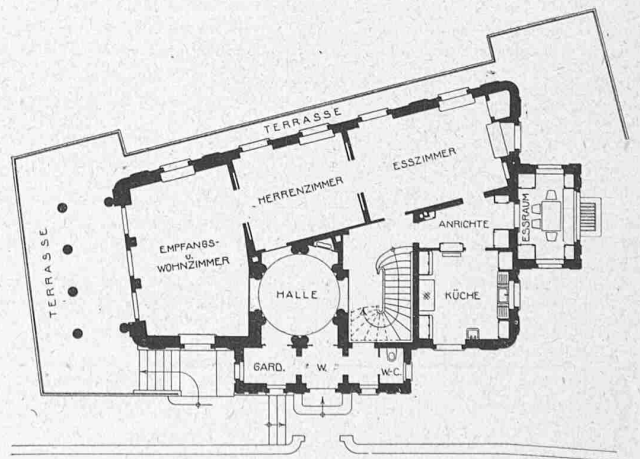 TERRASSE
ESSZIMMER
HERRENZIMMER
ANRICHTE
ESSRAUM
TERRASSE
EMPFANGS-
U.
WOHNZIMMER
HALLE
KÜCHE
GARD.
W.
W.-C.